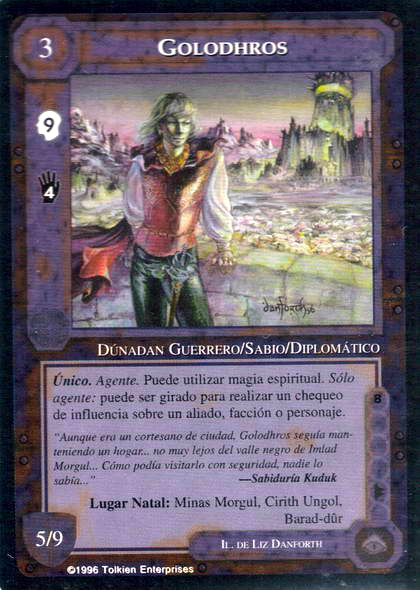 3
GOLODHROS
9
4
danforth 96
DÚNADAN GUERRERO/SABIO/DIPLOMÁTICO
Único. Agente. Puede utilizar magia espiritual. Sólo
agente: puede ser girado para realizar un chequeo
de influencia sobre un aliado, facción o personaje.
8
"Aunque era un cortesano de ciudad, Golodhros seguía man-
teniendo un hogar... no muy lejos del valle negro de Imlad
Morgul... Cómo podía visitarlo con seguridad, nadie lo
sabía..."
—Sabiduría Kuduk
Lugar Natal: Minas Morgul, Cirith Ungol,
Barad-dûr
5/9
IL. DE LIZ DANFORTH
©1996 Tolkien Enterprises